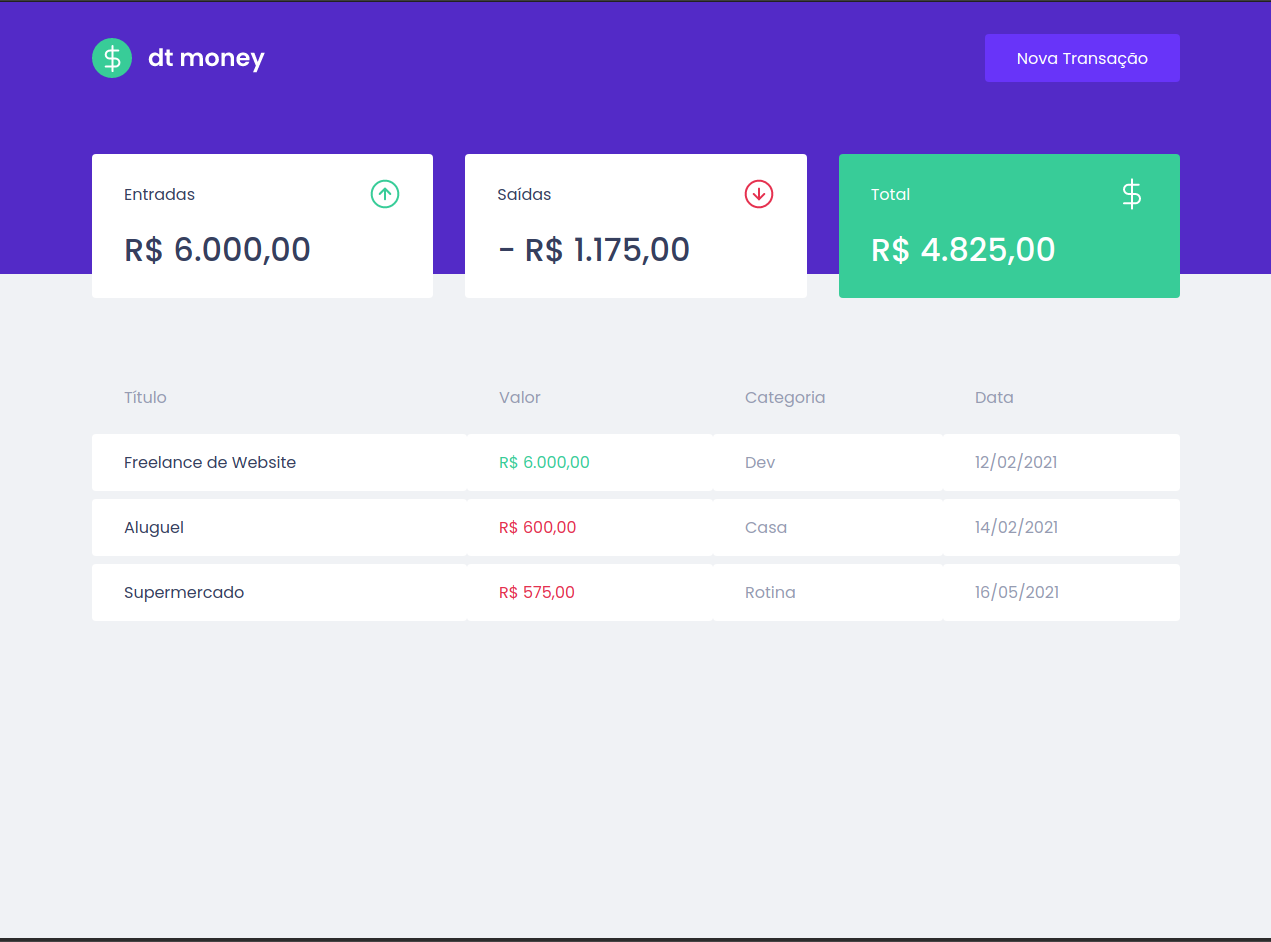 dt money
Nova Transação
Entradas
R$ 6.000,00
Saídas
- R$ 1.175,00
Total
R$ 4.825,00
Título Valor Categoria Data
Freelance de Website R$ 6.000,00 Dev 12/02/2021
Aluguel R$ 600,00 Casa 14/02/2021
Supermercado R$ 575,00 Rotina 16/05/2021